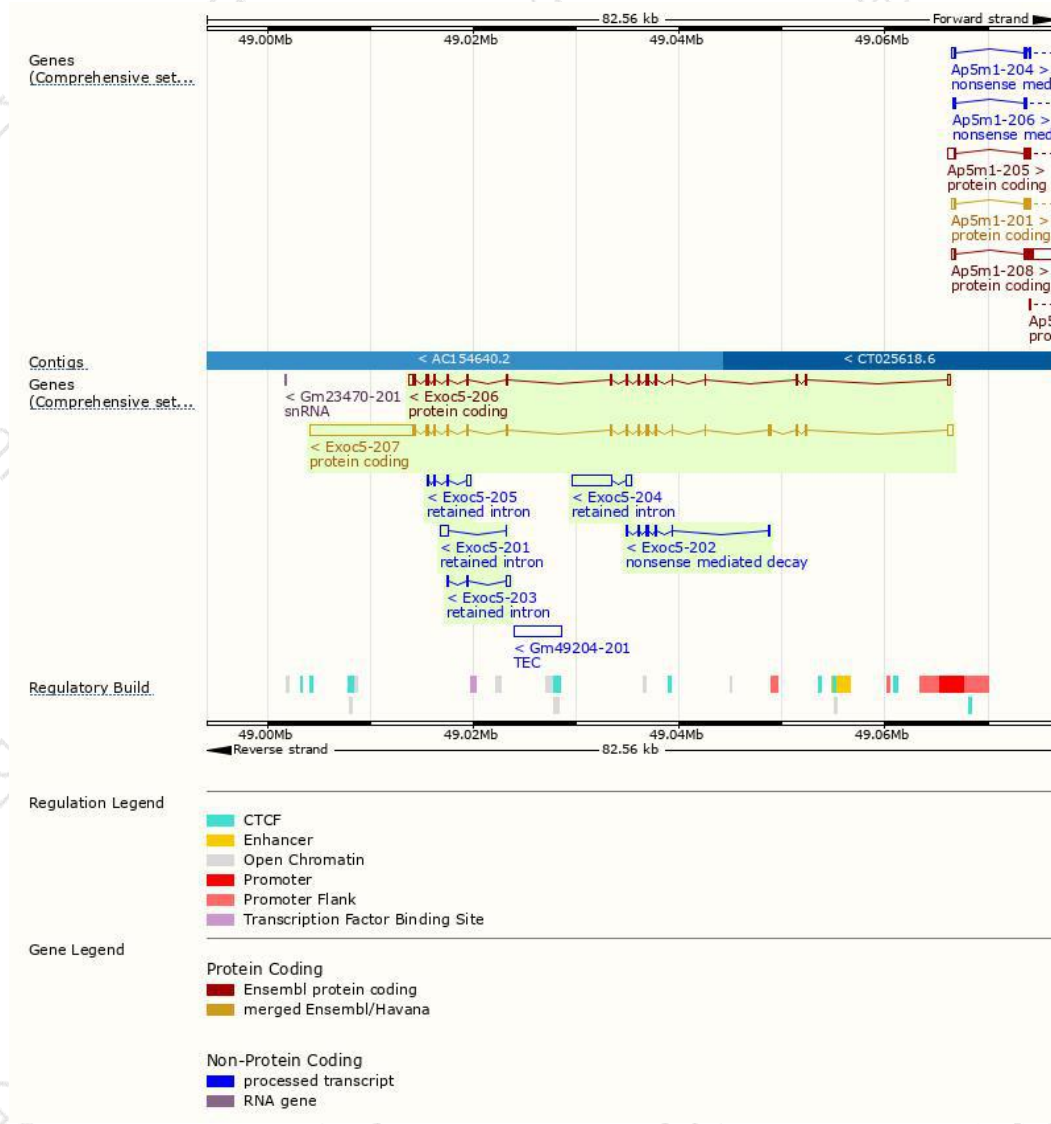 82.56 kb Forward strand
49.00Mb 49.02Mb 49.04Mb 49.06Mb
Genes
(Comprehensive set...
Ap5m1-204 >
nonsense med
Ap5m1-206 >
nonsense med
Ap5m1-205 >
protein coding
Ap5m1-201 >
protein coding
Ap5m1-208 >
protein coding
Ap5
pro
Contigs
< AC154640.2 < CT025618.6
Genes
(Comprehensive set...
< Gm23470-201 < Exoc5-206
snRNA protein coding
< Exoc5-207
protein coding
< Exoc5-205 < Exoc5-204
retained intron retained intron
< Exoc5-201 < Exoc5-202
retained intron nonsense mediated decay
< Exoc5-203
retained intron
< Gm49204-201
TEC
Regulatory Build
49.00Mb 49.02Mb 49.04Mb 49.06Mb
Reverse strand 82.56 kb
Regulation Legend
CTCF
Enhancer
Open Chromatin
Promoter
Promoter Flank
Transcription Factor Binding Site
Gene Legend
Protein Coding
Ensembl protein coding
merged Ensembl/Havana
Non-Protein Coding
processed transcript
RNA gene